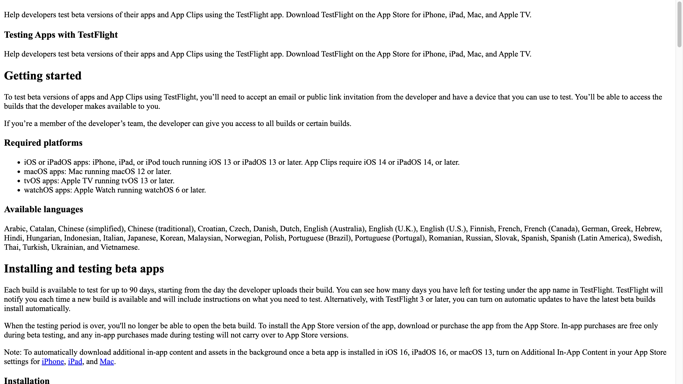 Help developers test beta versions of their apps and App Clips using the TestFlight app. Download TestFlight on the App Store for iPhone, iPad, Mac, and Apple TV.
Testing Apps with TestFlight
Help developers test beta versions of their apps and App Clips using the TestFlight app. Download TestFlight on the App Store for iPhone, iPad, Mac, and Apple TV.
Getting started
To test beta versions of apps and App Clips using TestFlight, you’ll need to accept an email or public link invitation from the developer and have a device that you can use to test. You’ll be able to access the
builds that the developer makes available to you.
If you’re a member of the developer’s team, the developer can give you access to all builds or certain builds.
Required platforms
• iOS or iPadOS apps: iPhone, iPad, or iPod touch running iOS 13 or iPadOS 13 or later. App Clips require iOS 14 or iPadOS 14, or later.
• macOS apps: Mac running macOS 12 or later.
• tvOS apps: Apple TV running tvOS 13 or later.
• watchOS apps: Apple Watch running watchOS 6 or later.
Available languages
Arabic, Catalan, Chinese (simplified), Chinese (traditional), Croatian, Czech, Danish, Dutch, English (Australia), English (U.K.), English (U.S.), Finnish, French, French (Canada), German, Greek, Hebrew,
Hindi, Hungarian, Indonesian, Italian, Japanese, Korean, Malaysian, Norwegian, Polish, Portuguese (Brazil), Portuguese (Portugal), Romanian, Russian, Slovak, Spanish, Spanish (Latin America), Swedish,
Thai, Turkish, Ukrainian, and Vietnamese.
Installing and testing beta apps
Each build is available to test for up to 90 days, starting from the day the developer uploads their build. You can see how many days you have left for testing under the app name in TestFlight. TestFlight will
notify you each time a new build is available and will include instructions on what you need to test. Alternatively, with TestFlight 3 or later, you can turn on automatic updates to have the latest beta builds
install automatically.
When the testing period is over, you'll no longer be able to open the beta build. To install the App Store version of the app, download or purchase the app from the App Store. In-app purchases are free only
during beta testing, and any in-app purchases made during testing will not carry over to App Store versions.
Note: To automatically download additional in-app content and assets in the background once a beta app is installed in iOS 16, iPadOS 16, or macOS 13, turn on Additional In-App Content in your App Store
settings for iPhone, iPad, and Mac.
Installation